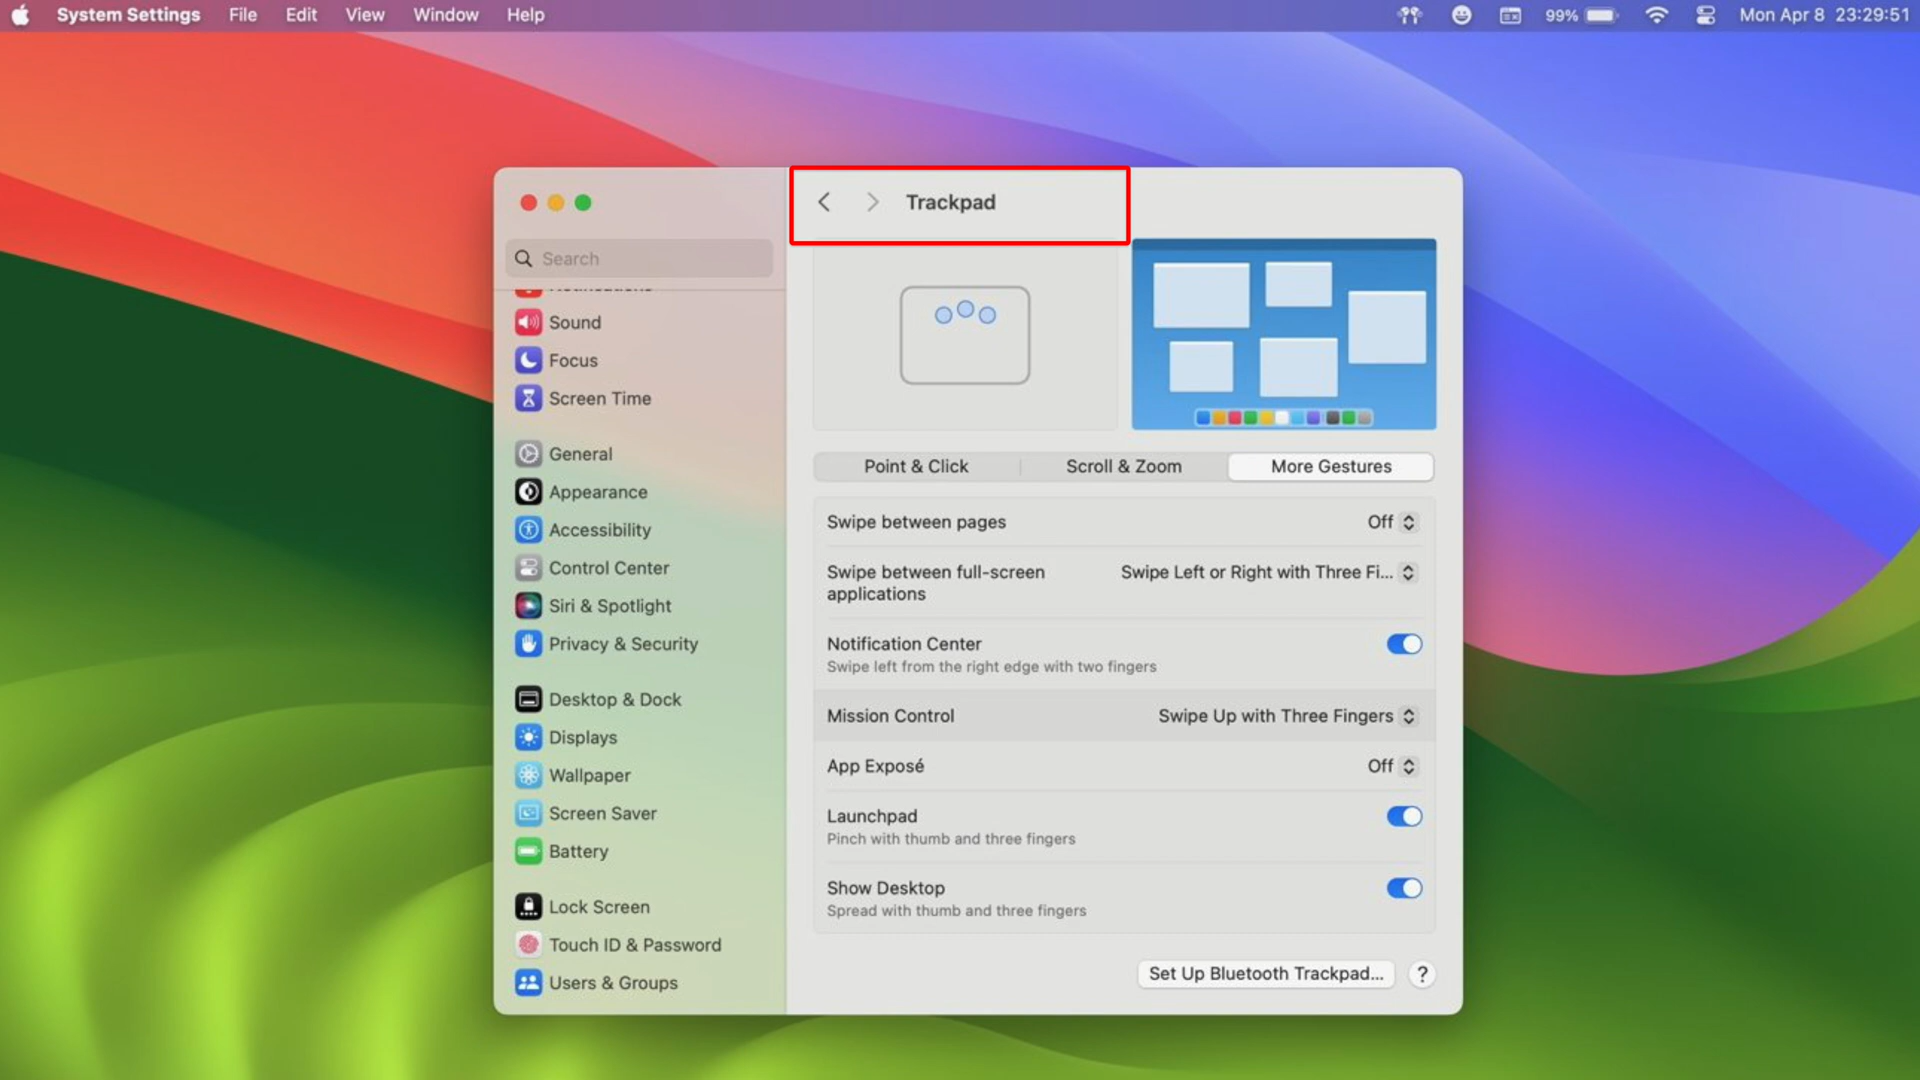 System Settings File Edit View Window Help 99% Mon Apr 8 23:29:51
Trackpad
Search
Sound
Focus
Screen Time
General
Appearance
Accessibility
Control Center
Siri & Spotlight
Privacy & Security
Desktop & Dock
Displays
Wallpaper
Screen Saver
Battery
Lock Screen
Touch ID & Password
Users & Groups
Point & Click Scroll & Zoom More Gestures
Swipe between pages Off
Swipe between full-screen Swipe Left or Right with Three Fi...
applications
Notification Center
Swipe left from the right edge with two fingers
Mission Control Swipe Up with Three Fingers
App Exposé Off
Launchpad
Pinch with thumb and three fingers
Show Desktop
Spread with thumb and three fingers
Set Up Bluetooth Trackpad... ?